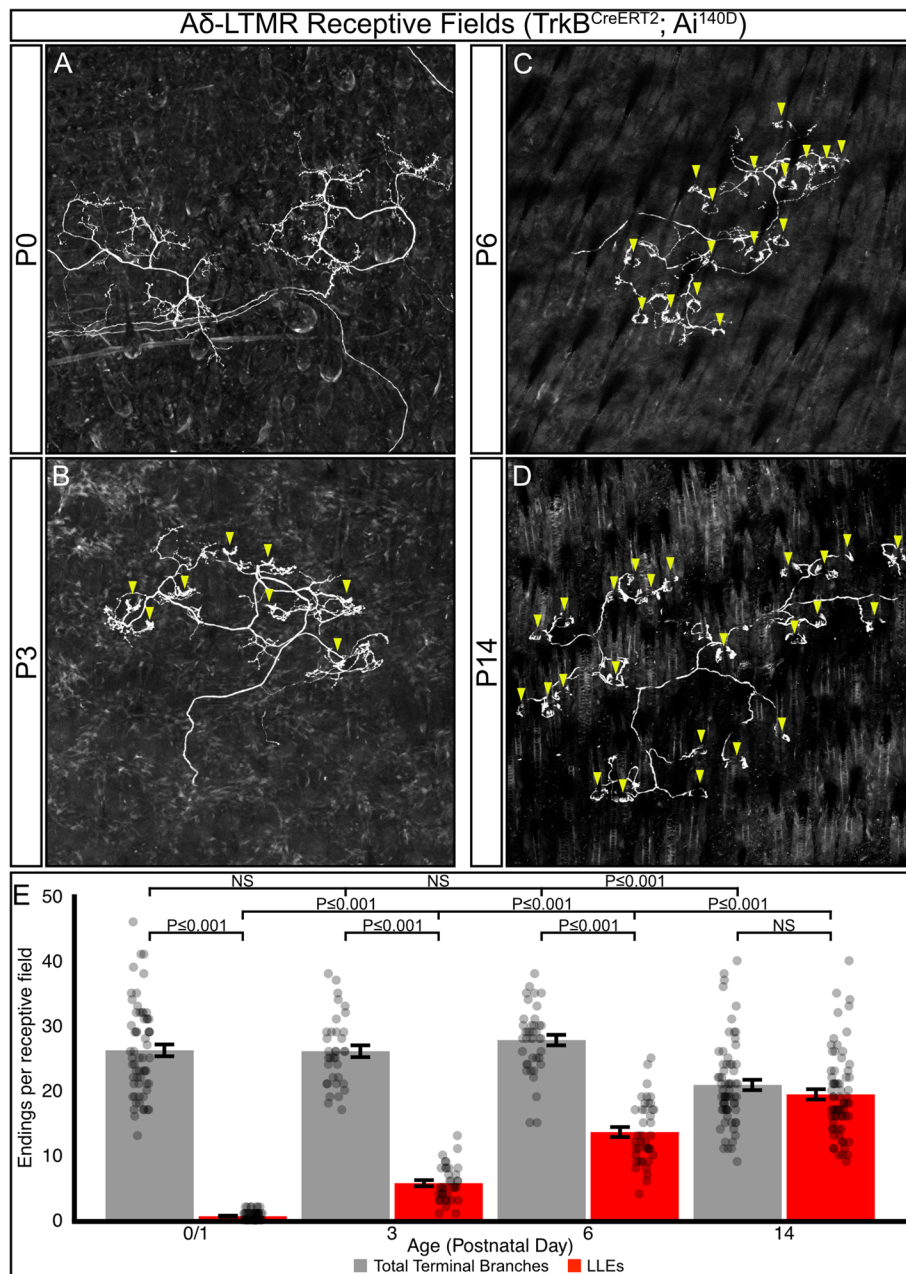 Aδ-LTMR Receptive Fields (TrkB^CreERT2; Ai^140D)
A
P0
C
P6
B
P3
D
P14
E
NS NS P≤0.001
P≤0.001 P≤0.001 P≤0.001
P≤0.001 P≤0.001 P≤0.001 NS
50
40
30
20
10
0
Endings per receptive field
0/1 3 6 14
Age (Postnatal Day)
Total Terminal Branches LLEs